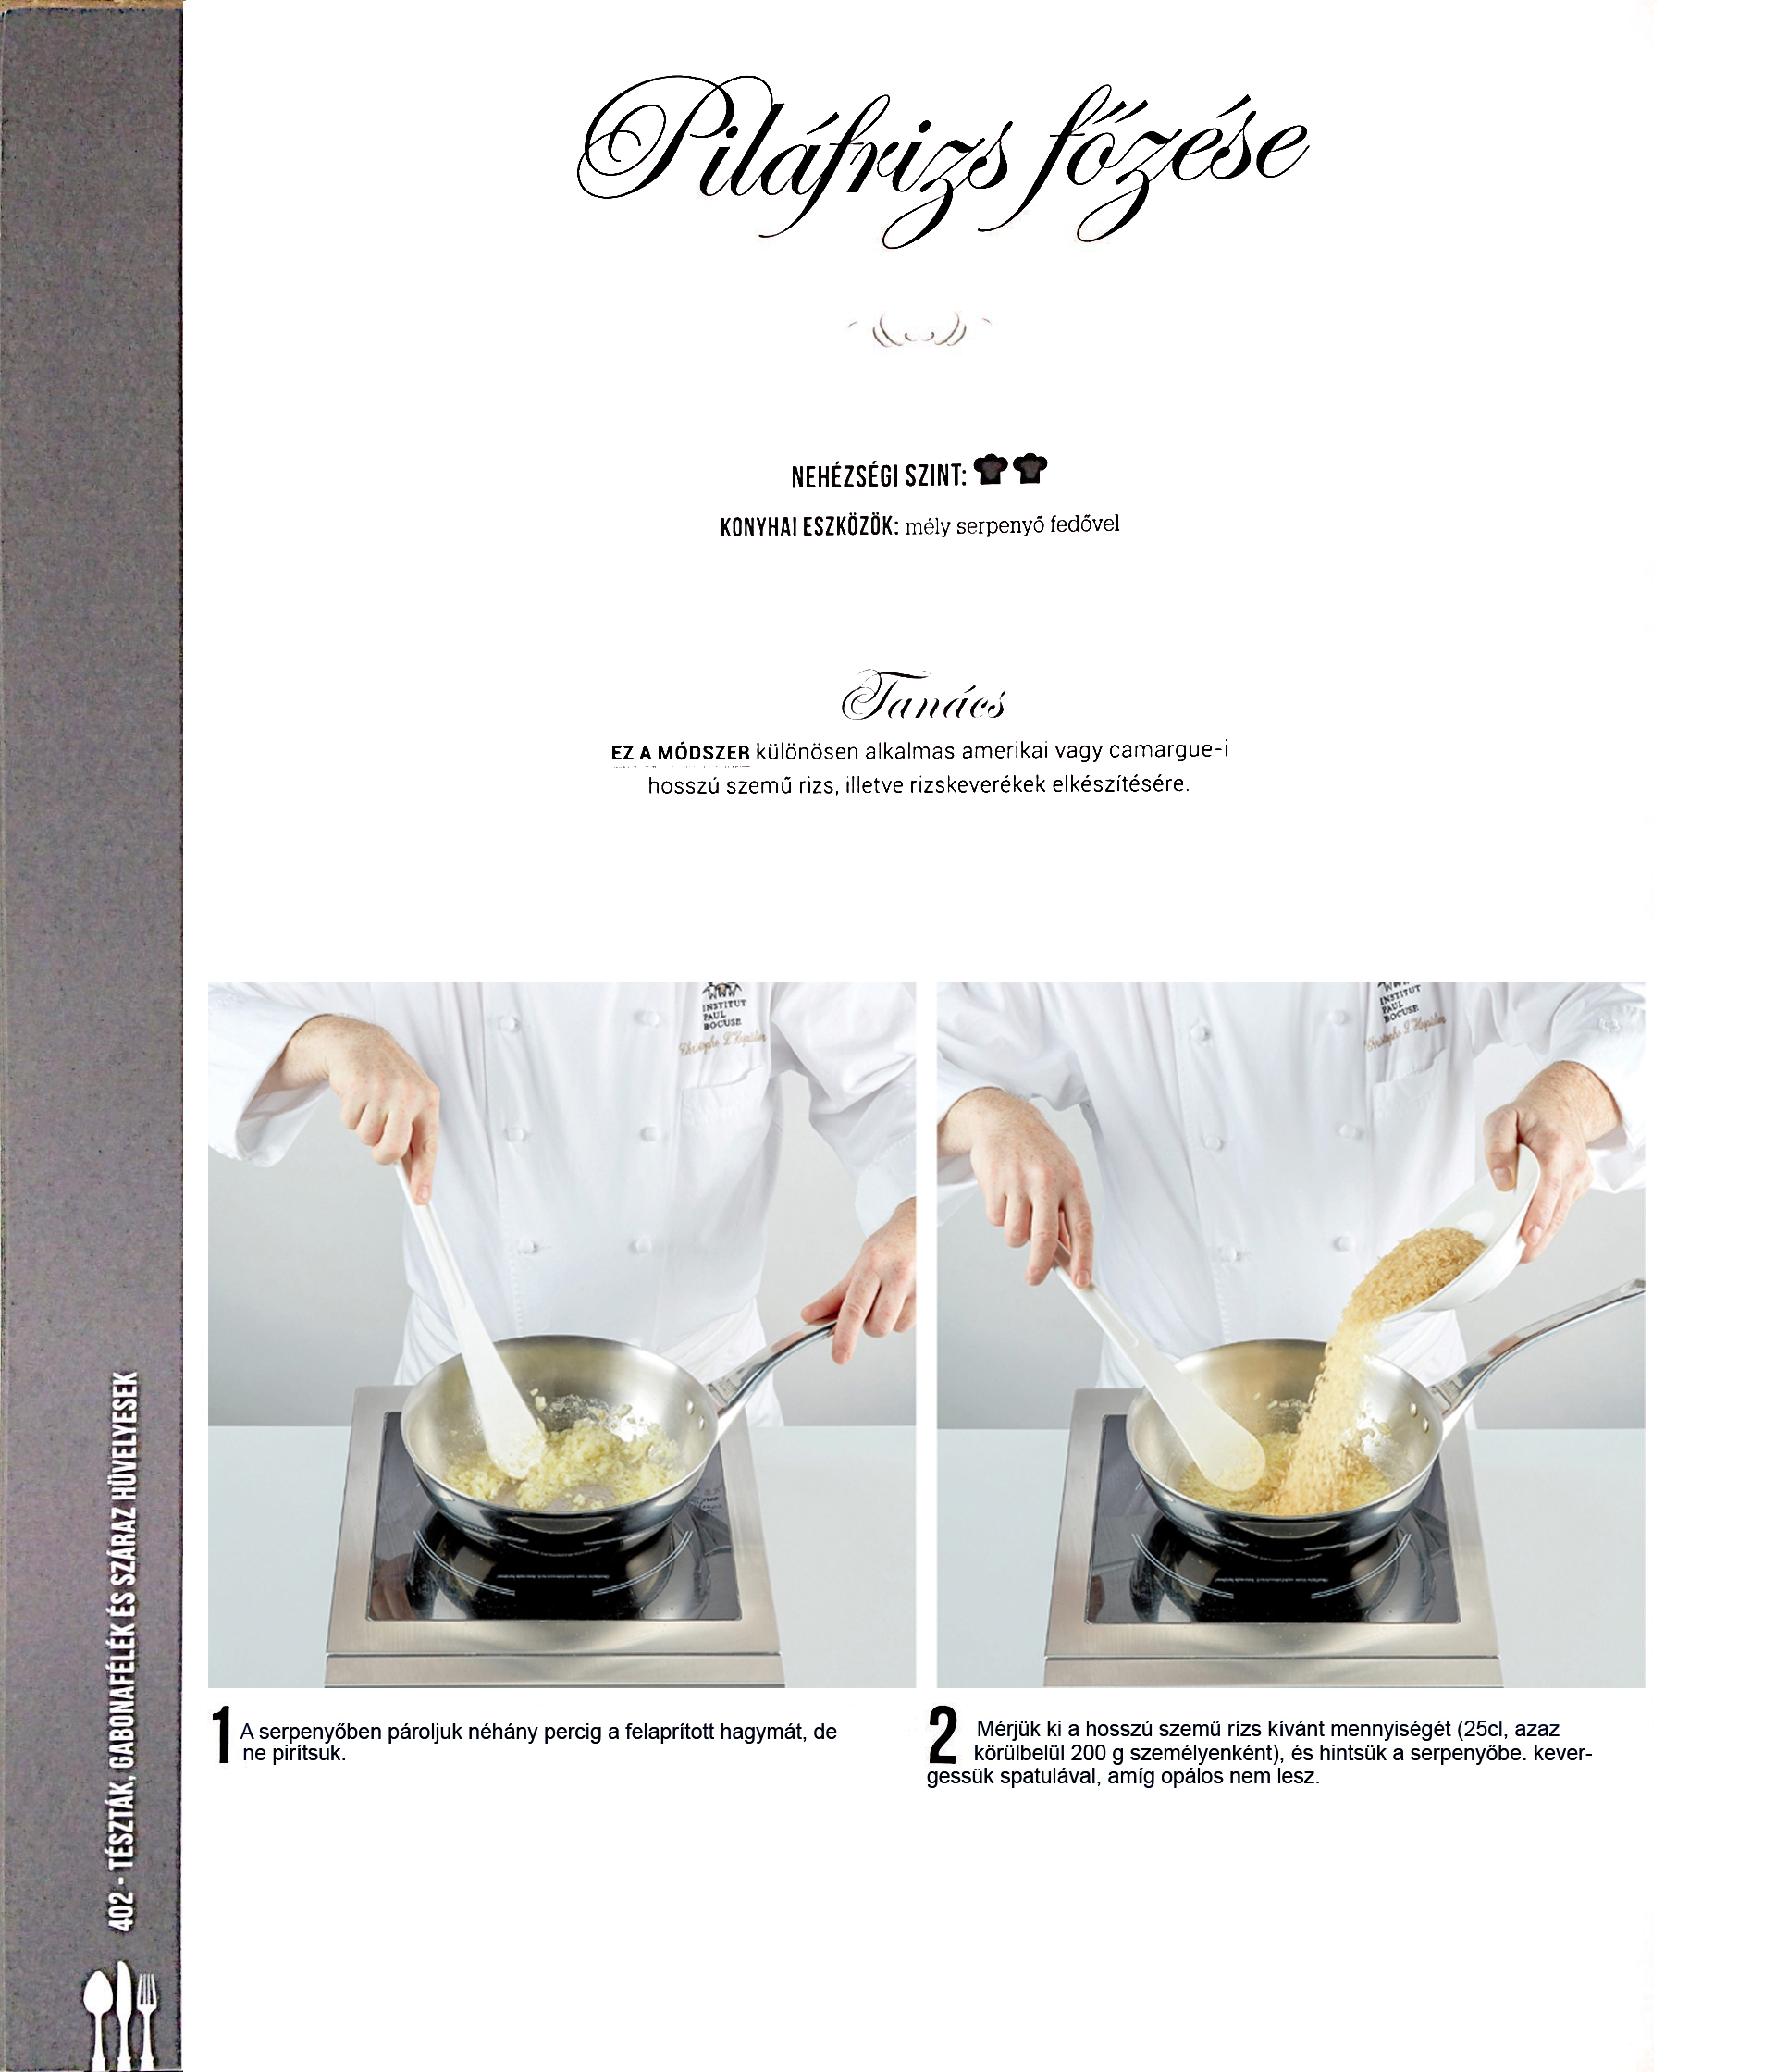 Piláfrizs főzése
NEHÉZSÉGI SZINT:
KONYHAI ESZKÖZÖK: mély serpenyő fedővel
Tanács
EZ A MÓDSZER különösen alkalmas amerikai vagy camargue-i
hosszú szemű rizs, illetve rizskeverékek elkészítésére.
INSTITUT
PAUL
BOCUSE
INSTITUT
PAUL
BOCUSE
1 A serpenyőben pároljuk néhány percig a felaprított hagymát, de
ne pirítsuk.
2 Mérjük ki a hosszú szemű rízs kívánt mennyiségét (25cl, azaz
körülbelül 200 g személyenként), és hintsük a serpenyőbe. kever-
gessük spatulával, amíg opálos nem lesz.
402 - TÉSZTÁK, GABONAFÉLÉK ÉS SZÁRAZ HÜVELYESEK